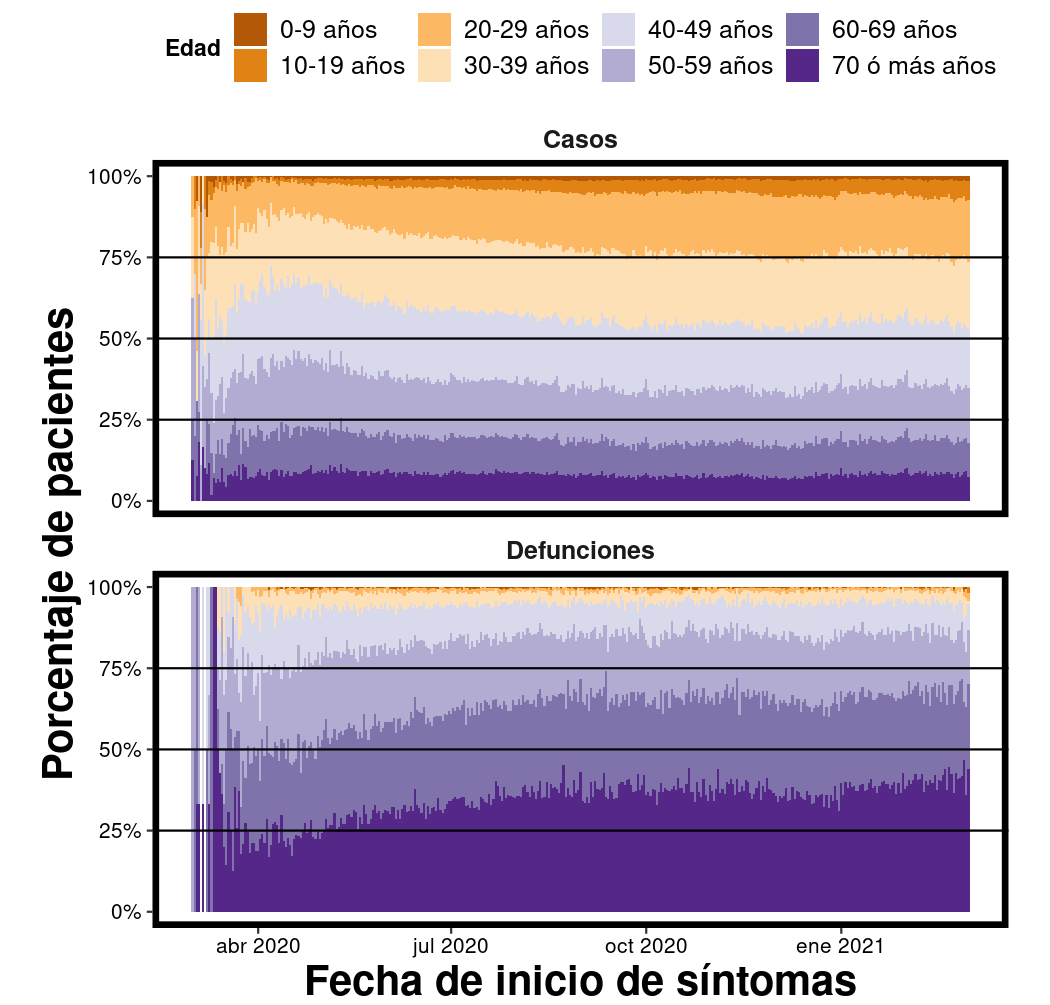 Edad
0-9 años
20-29 años
40-49 años
60-69 años
10-19 años
30-39 años
50-59 años
70 ó más años
Casos
100%
75%
50%
25%
0%
Porcentaje de pacientes
Defunciones
100%
75%
50%
25%
0%
abr 2020 jul 2020 oct 2020 ene 2021
Fecha de inicio de síntomas